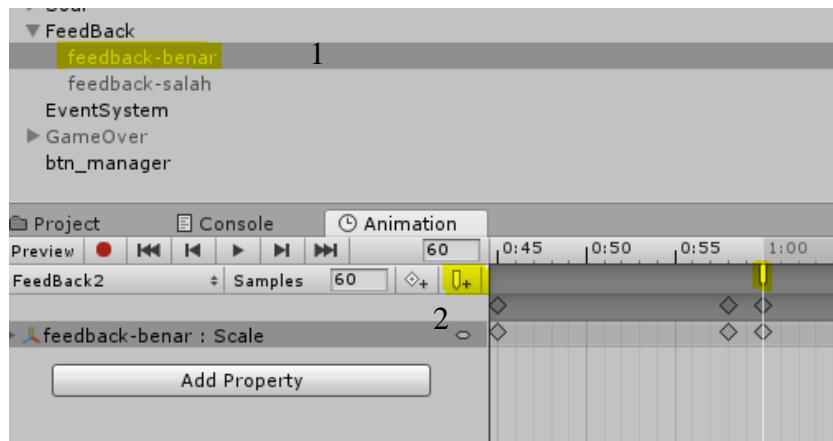 FeedBack
feedback-benar 1
feedback-salah
EventSystem
GameOver
btn_manager
Project Console Animation
Preview 60 0:45 0:50 0:55 1:00
FeedBack2 Samples 60
2
feedback-benar : Scale
Add Property